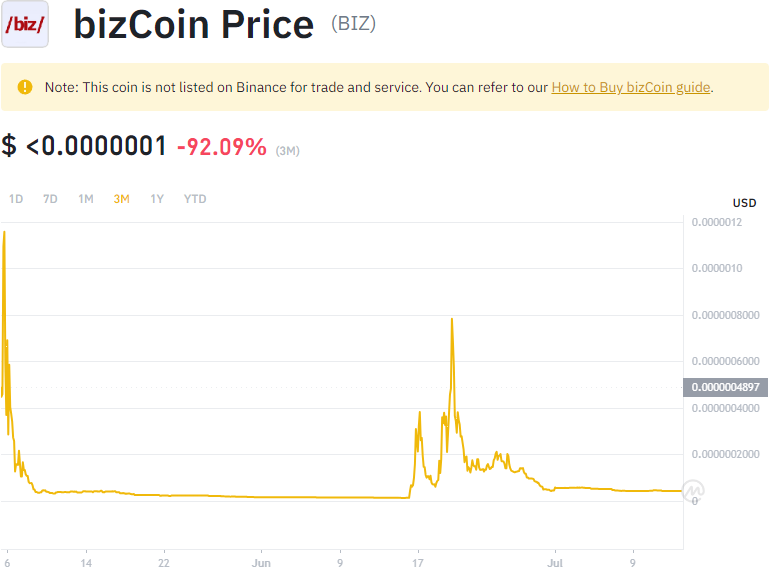 /biz/ bizCoin Price (BIZ)
Note: This coin is not listed on Binance for trade and service. You can refer to our How to Buy bizCoin guide.
$ <0.0000001 -92.09% (3M)
1D 7D 1M 3M 1Y YTD
USD
0.0000012
0.0000010
0.0000008000
0.0000006000
0.0000004897
0.0000004000
0.0000002000
0
6 14 22 Jun 9 17 Jul 9